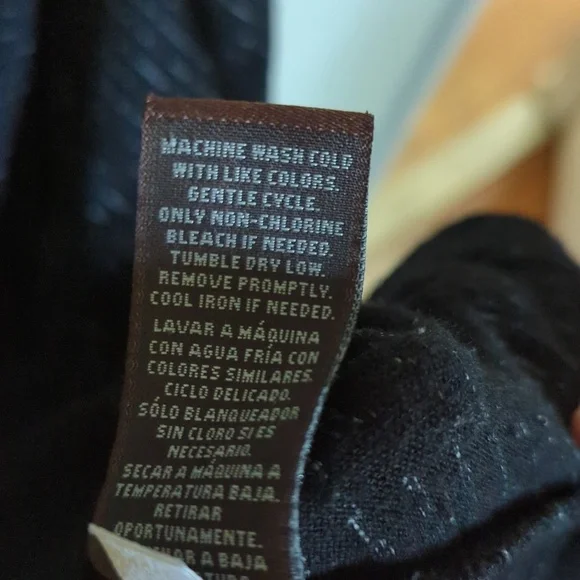 MACHINE WASH COLD
WITH LIKE COLORS.
GENTLE CYCLE.
ONLY NON-CHLORINE
BLEACH IF NEEDED.
TUMBLE DRY LOW.
REMOVE PROMPTLY.
COOL IRON IF NEEDED.
LAVAR A MÁQUINA
CON AGUA FRÍA CON
COLORES SIMILARES.
CICLO DELICADO.
SÓLO BLANQUEADOR
SIN CLORO SI ES
NECESARIO.
SECAR A MÁQUINA A
TEMPERATURA BAJA.
RETIRAR
OPORTUNAMENTE.
A BAJA